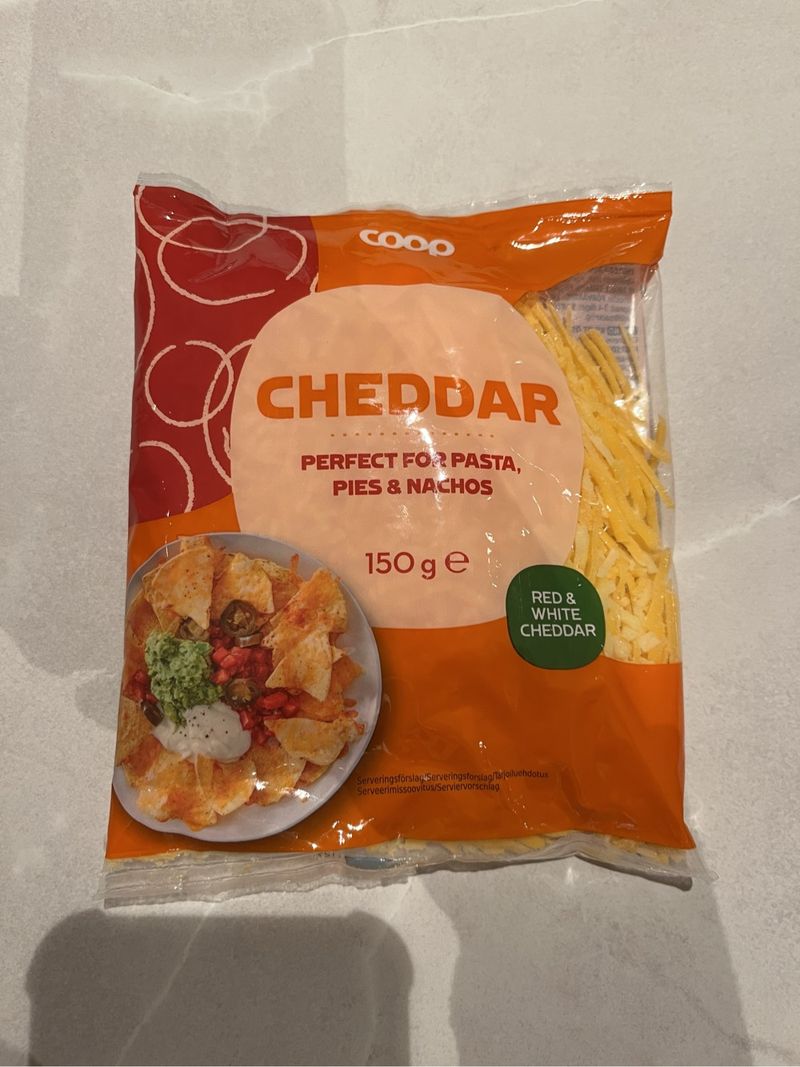 coop
CHEDDAR
PERFECT FOR PASTA,
PIES & NACHOS
150 g ℮
RED &
WHITE
CHEDDAR
Serveringsförslag/Serveringsforslag/Tarjoiluehdotus
Serveerimissoovitus/Serviervorschlag